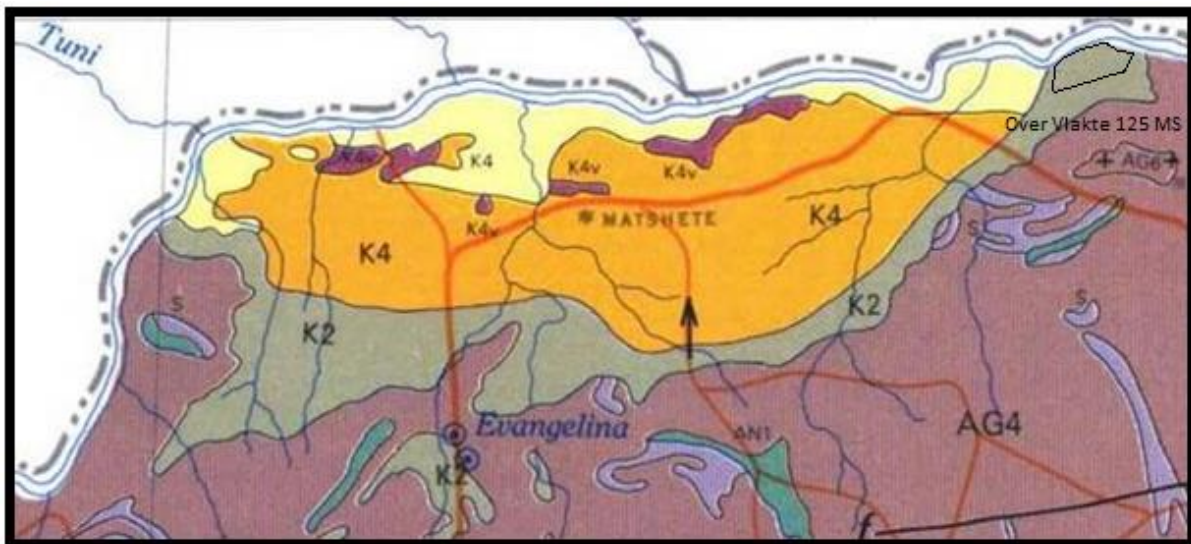 Tuni
Over Vlakte 125 MS
K4v
K4
AG6
K4v
K4v
MATSHETE
K4
S
K4v
K4
S
K2
K2
S
Evangelina
AN1
AG4
K2
f